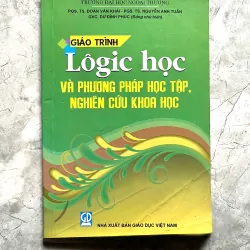 TRƯỜNG ĐẠI HỌC NGOẠI THƯƠNG
PGS. TS. ĐOÀN VĂN KHÁI - PGS. TS. NGUYỄN ANH TUẤN
GVC. DƯ ĐÌNH PHÚC (Đồng chủ biên)
GIÁO TRÌNH
Lôgic học
VÀ PHƯƠNG PHÁP HỌC TẬP,
NGHIÊN CỨU KHOA HỌC
NHÀ XUẤT BẢN GIÁO DỤC VIỆT NAM